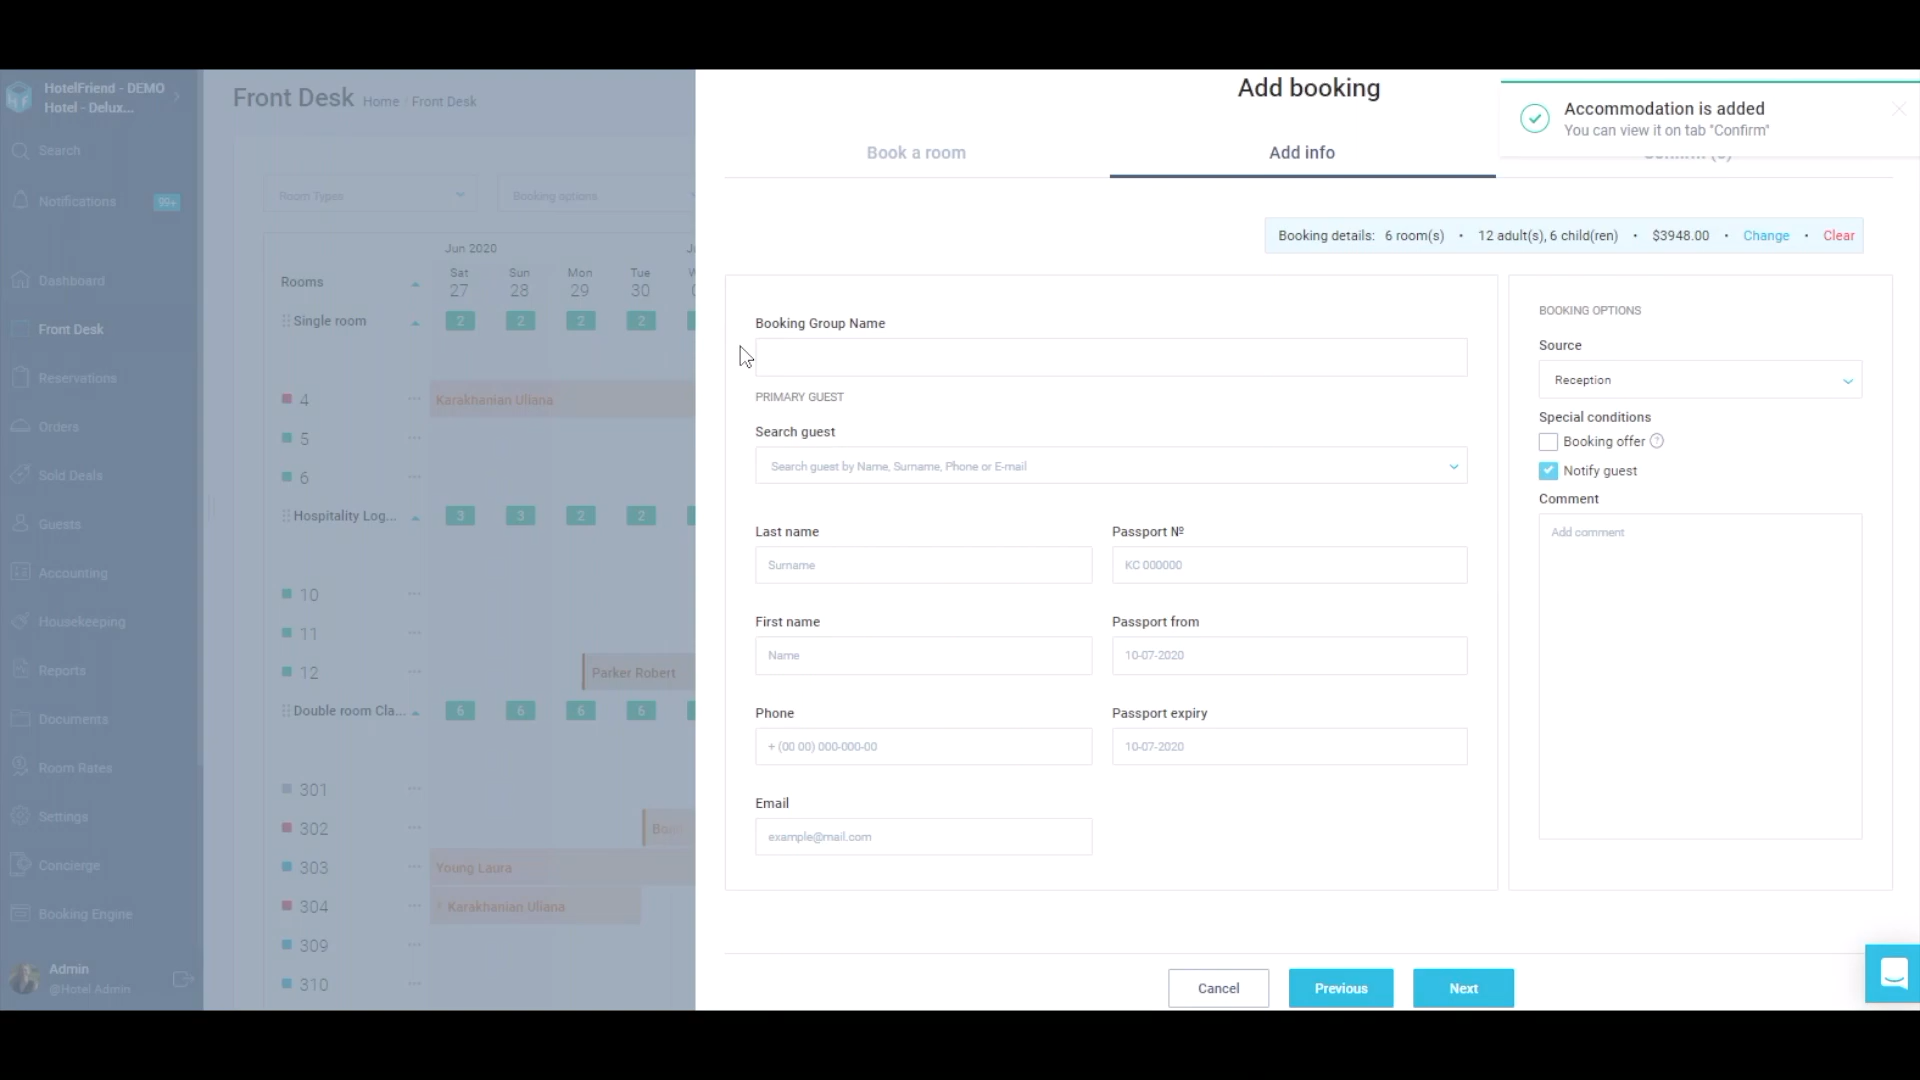 HotelFriend - DEMO
Hotel - Delux...
Search
Notifications 99+
Dashboard
Front Desk
Reservations
Orders
Sold Deals
Guests
Accounting
Housekeeping
Reports
Documents
Room Rates
Settings
Concierge
Booking Engine
Admin
@Hotel Admin
Front Desk Home / Front Desk
Room Types
Booking options
Jun 2020
Rooms
Sat 27
Sun 28
Mon 29
Tue 30
Single room 2 2 2 2
4 Karakhanian Uliana
5
6
Hospitality Log... 3 3 2 2
10
11
12 Parker Robert
Double room Cla... 6 6 6 6
301
302
303 Young Laura
304 Karakhanian Uliana
309
310
Add booking
Accommodation is added
You can view it on tab "Confirm"
Book a room
Add info
Booking details: 6 room(s) • 12 adult(s), 6 child(ren) • $3948.00 • Change • Clear
Booking Group Name
PRIMARY GUEST
Search guest
Search guest by Name, Surname, Phone or E-mail
Last name
Surname
Passport №
KC 000000
First name
Name
Passport from
10-07-2020
Phone
+ (00 00) 000-000-00
Passport expiry
10-07-2020
Email
example@mail.com
BOOKING OPTIONS
Source
Reception
Special conditions
Booking offer ?
Notify guest
Comment
Add comment
Cancel
Previous
Next